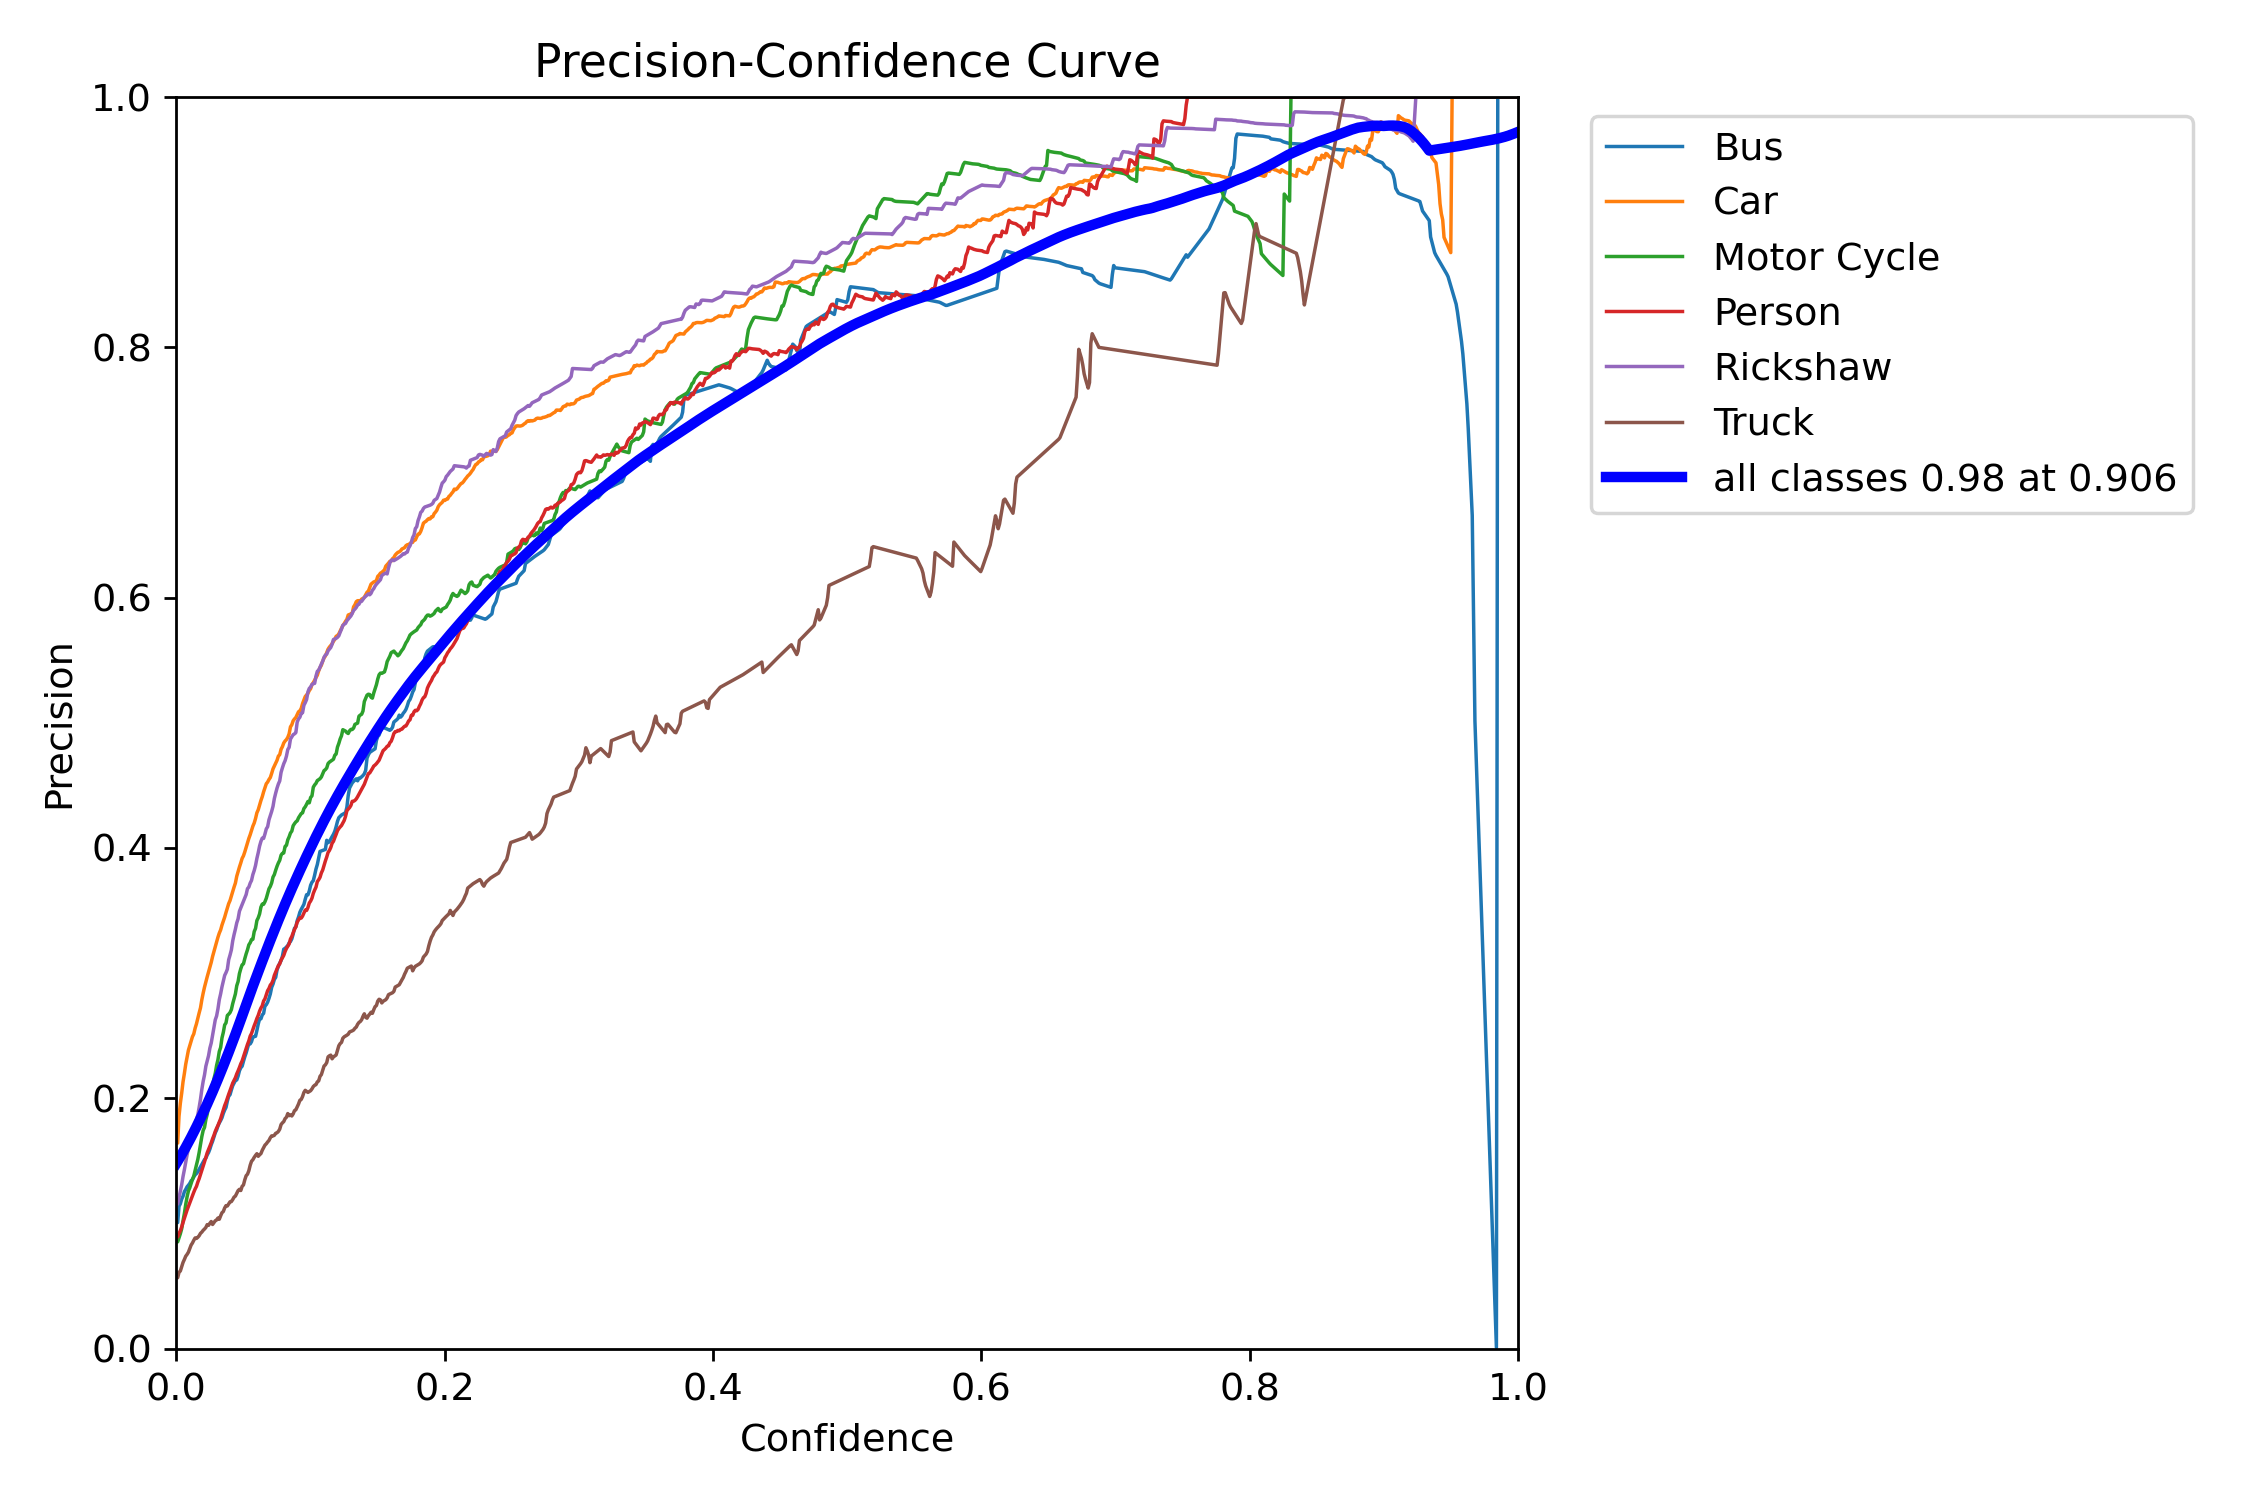 Precision-Confidence Curve
1.0
0.8
0.6
0.4
0.2
0.0
Precision
0.0 0.2 0.4 0.6 0.8 1.0
Confidence
Bus
Car
Motor Cycle
Person
Rickshaw
Truck
all classes 0.98 at 0.906